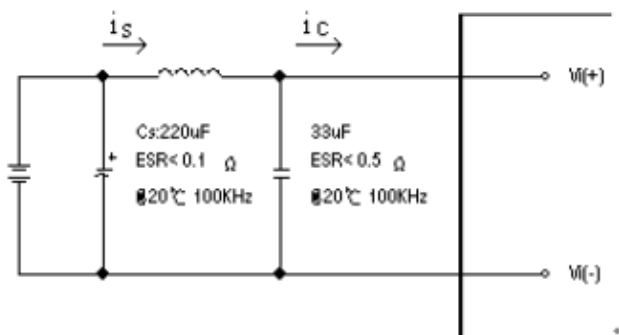 is
ic
Vi(+)
Cs:220uF
ESR< 0.1 Ω
@20℃ 100KHz
+
33uF
ESR< 0.5 Ω
@20℃ 100KHz
Vi(-)